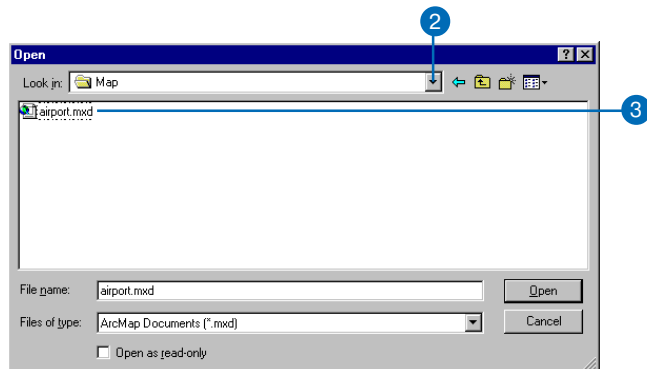 2
Open
Look in: Map
airport.mxd
3
File name: airport.mxd Open
Files of type: ArcMap Documents (*.mxd) Cancel
Open as read-only